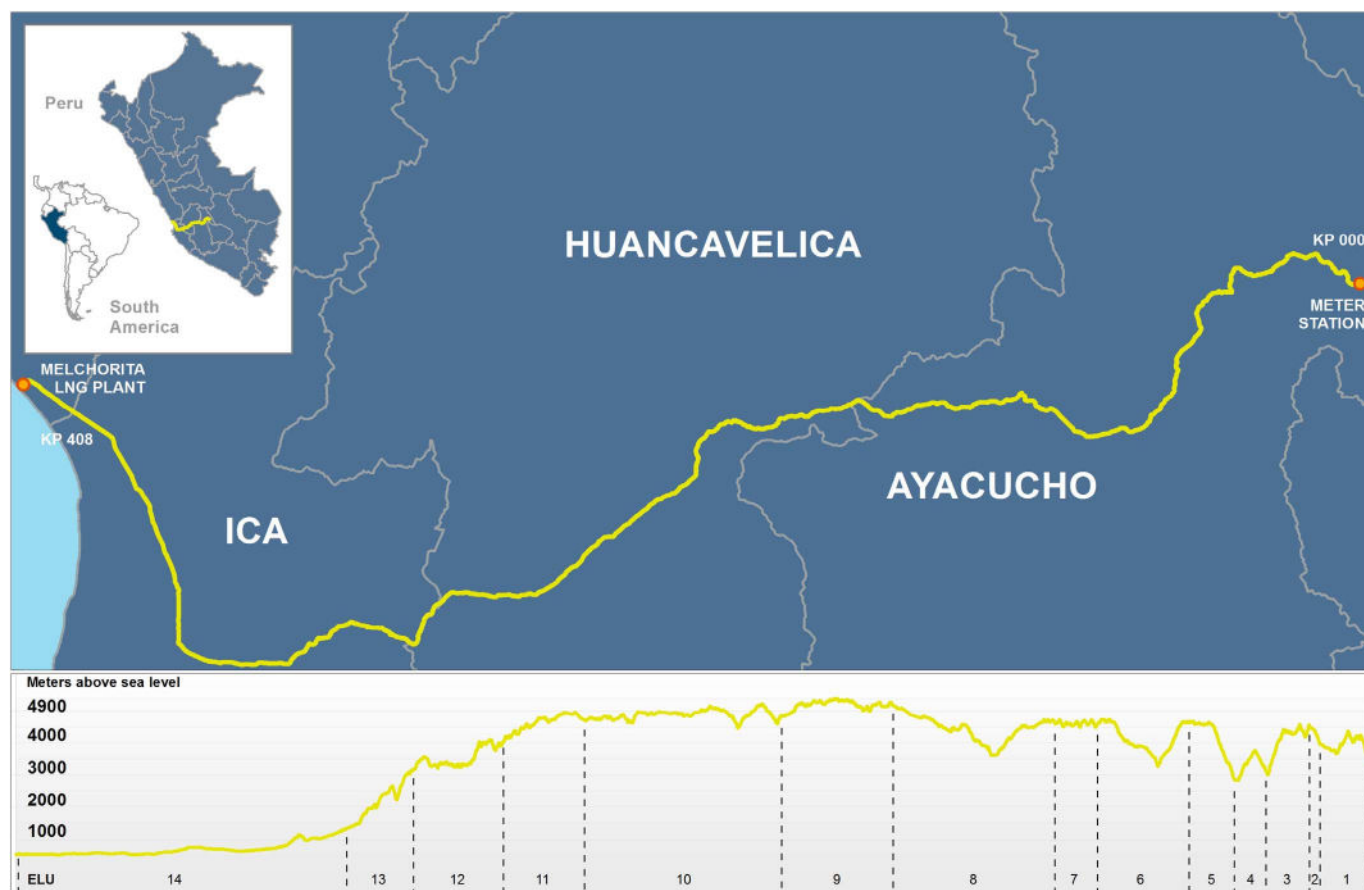 Peru
South
America
HUANCAVELICA
KP 000
METER
STATION
MELCHORITA
LNG PLANT
KP 408
AYACUCHO
ICA
Meters above sea level
4900
4000
3000
2000
1000
ELU 14 13 12 11 10 9 8 7 6 5 4 3 2 1